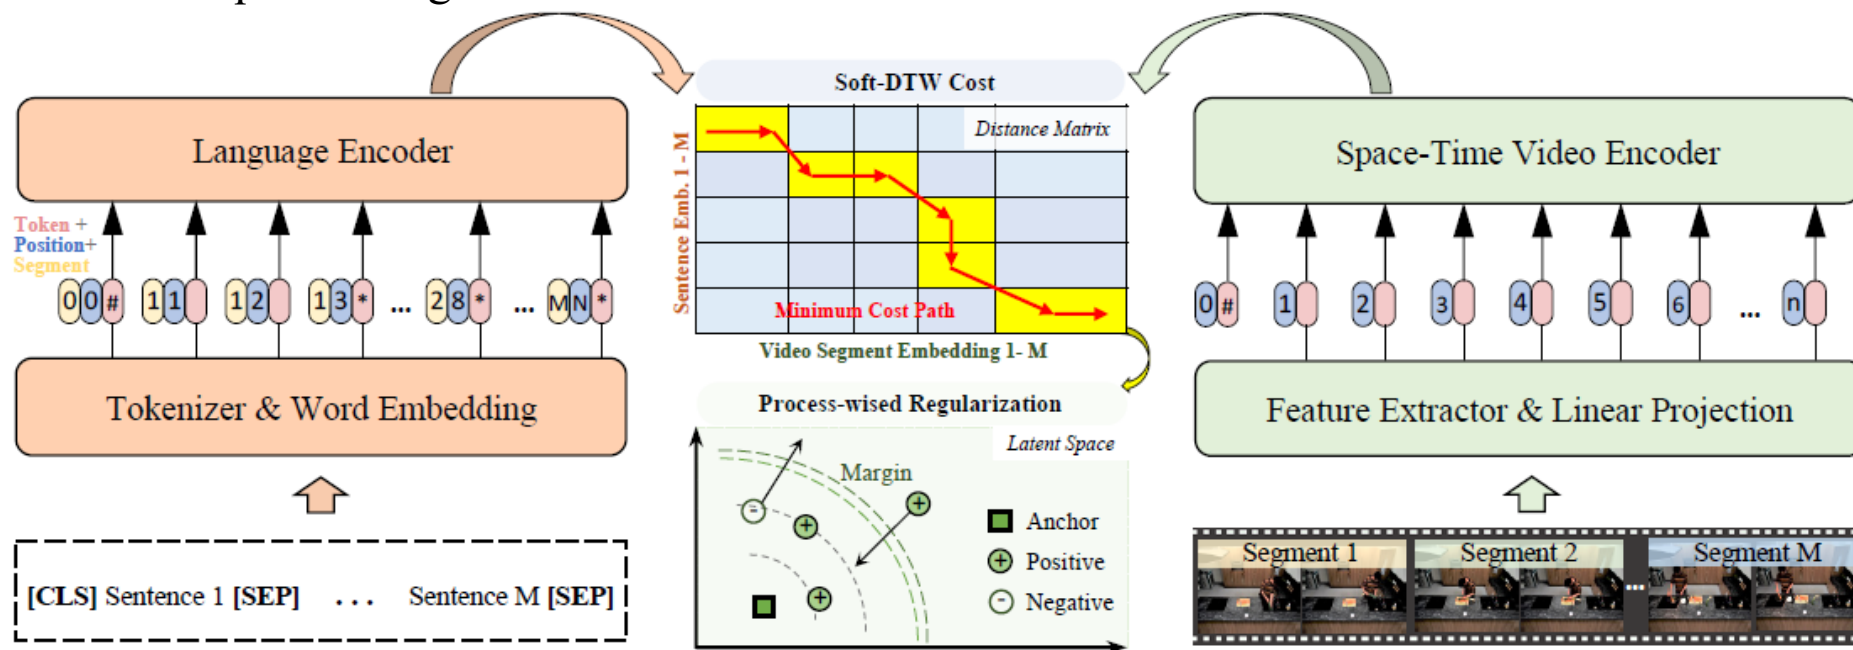 Soft-DTW Cost
Distance Matrix
Language Encoder
Space-Time Video Encoder
Sentence Emb. 1 - M
Token +
Position+
Segment
0 0 # 1 1 1 2 1 3 * ... 2 8 * ... M N *
0 # 1 2 3 4 5 6 ... n
Minimum Cost Path
Video Segment Embedding 1- M
Tokenizer & Word Embedding
Process-wised Regularization
Feature Extractor & Linear Projection
Latent Space
Margin
+
-
+
+
Anchor
+ Positive
- Negative
[CLS] Sentence 1 [SEP] . . . Sentence M [SEP]
Segment 1 Segment 2 ... Segment M